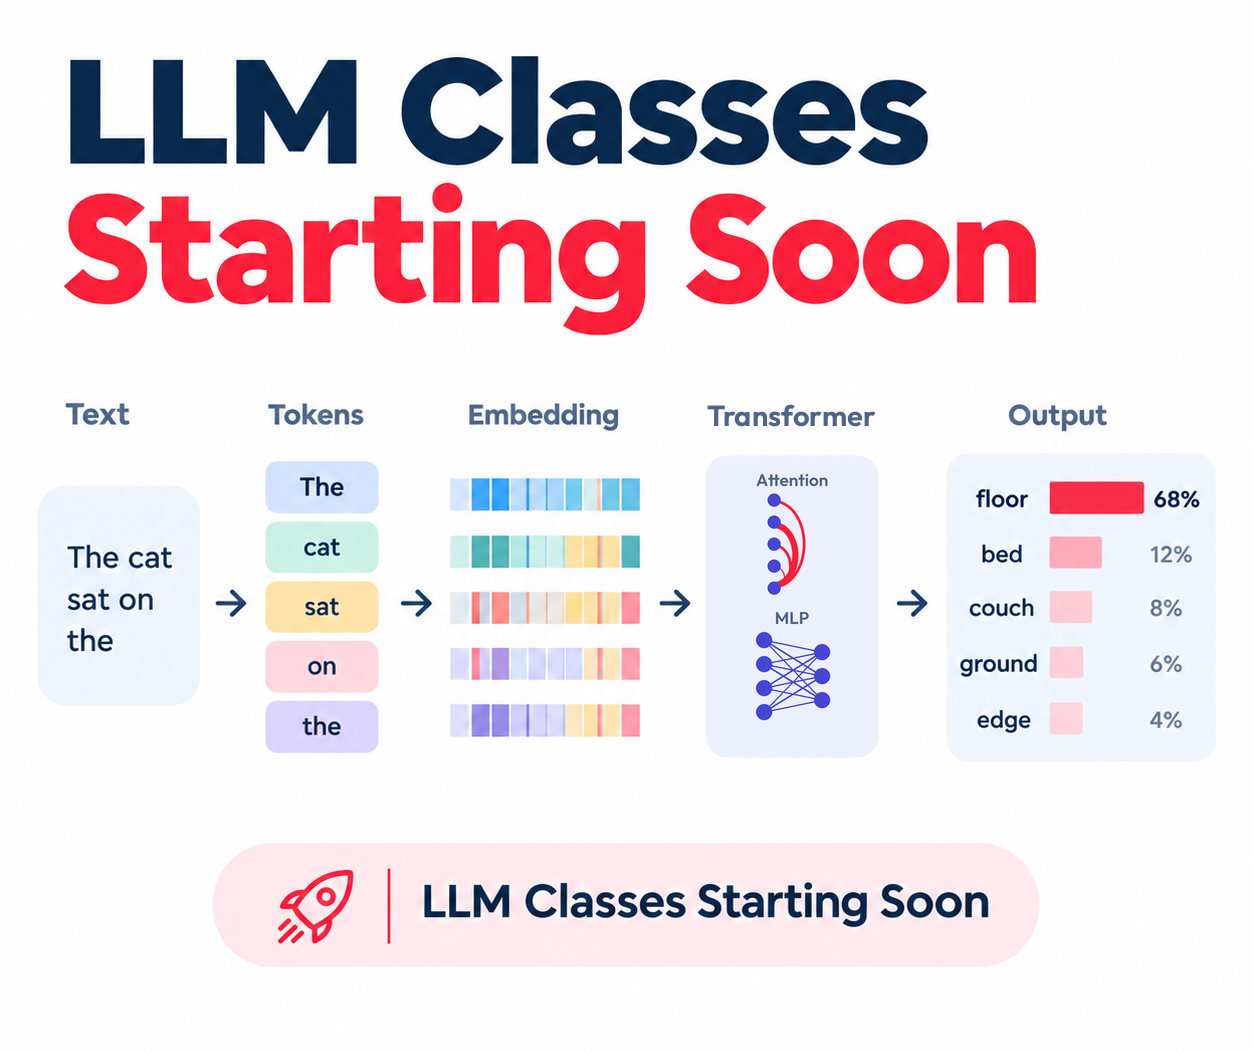 LLM Classes
Starting Soon
Text
Tokens
Embedding
Transformer
Output
The cat
sat on
the
The
cat
sat
on
the
Attention
MLP
floor 68%
bed 12%
couch 8%
ground 6%
edge 4%
LLM Classes Starting Soon